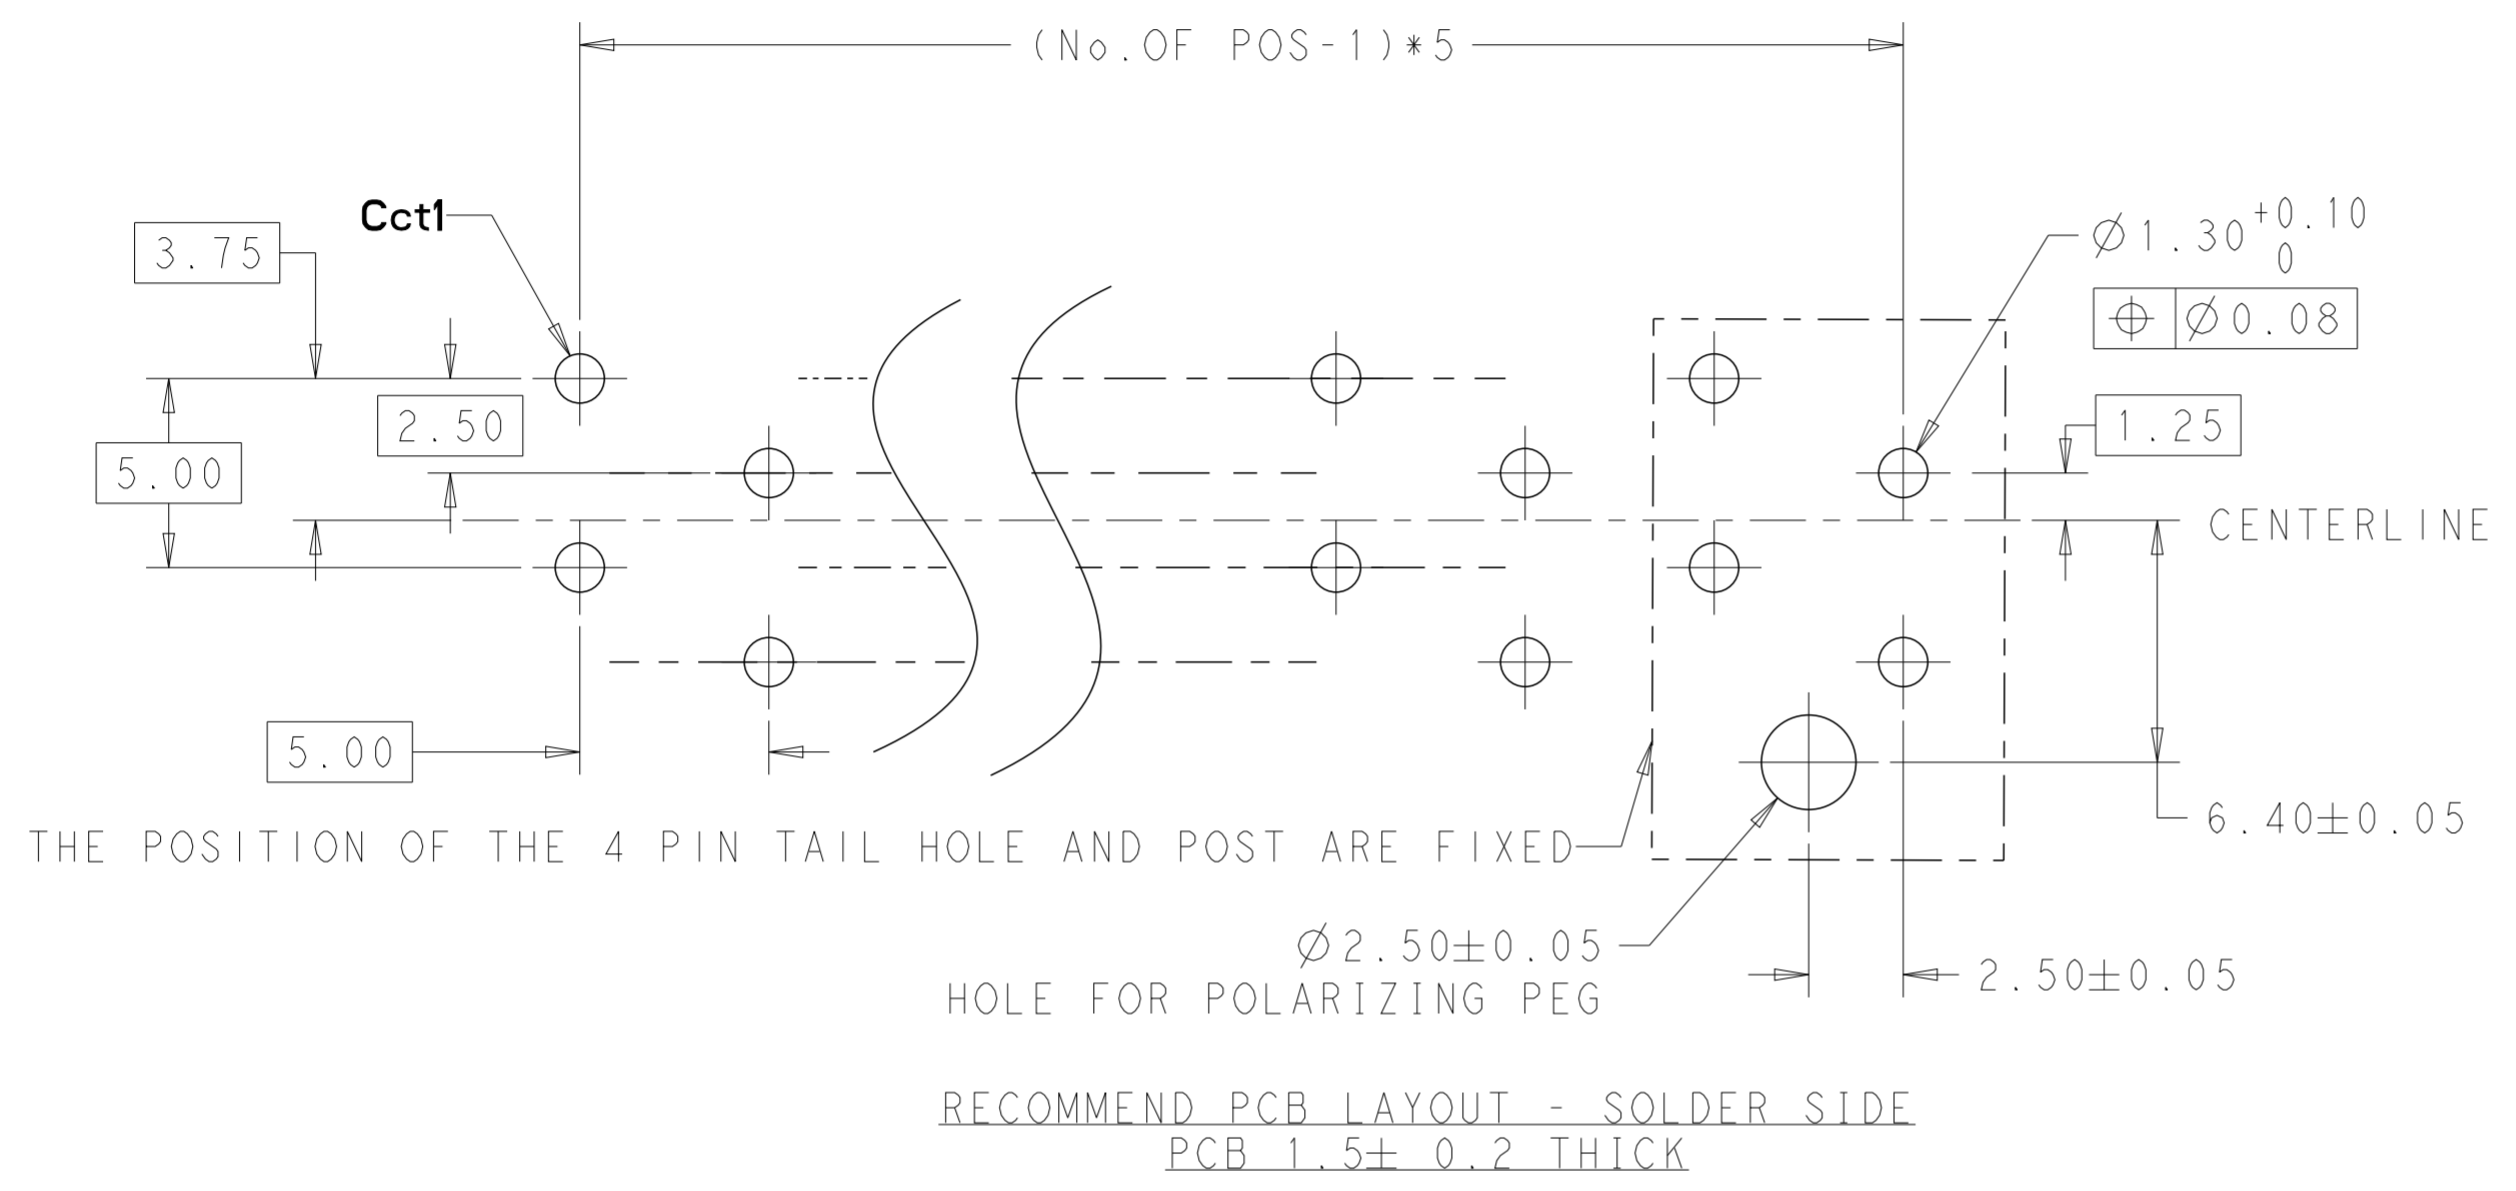 (No.OF POS-1)*5
Cct1
3.75
2.50
5.00
5.00
Ø1.30 +0.10
0
⌖ Ø0.08
1.25
CENTERLINE
6.40±0.05
THE POSITION OF THE 4 PIN TAIL HOLE AND POST ARE FIXED
Ø2.50±0.05
HOLE FOR POLARIZING PEG
2.50±0.05
RECOMMEND PCB LAYOUT - SOLDER SIDE
PCB 1.5± 0.2 THICK